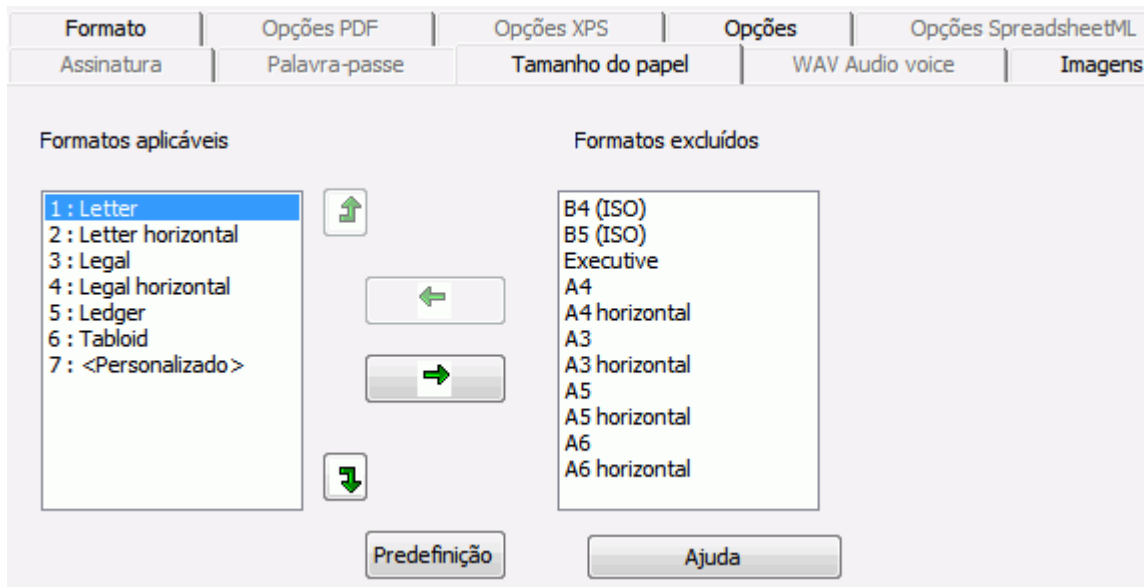 Formato
Opções PDF
Opções XPS
Opções
Opções SpreadsheetML
Assinatura
Palavra-passe
Tamanho do papel
WAV Audio voice
Imagens
Formatos aplicáveis
1 : Letter
2 : Letter horizontal
3 : Legal
4 : Legal horizontal
5 : Ledger
6 : Tabloid
7 : <Personalizado>
Formatos excluídos
B4 (ISO)
B5 (ISO)
Executive
A4
A4 horizontal
A3
A3 horizontal
A5
A5 horizontal
A6
A6 horizontal
Predefinição
Ajuda